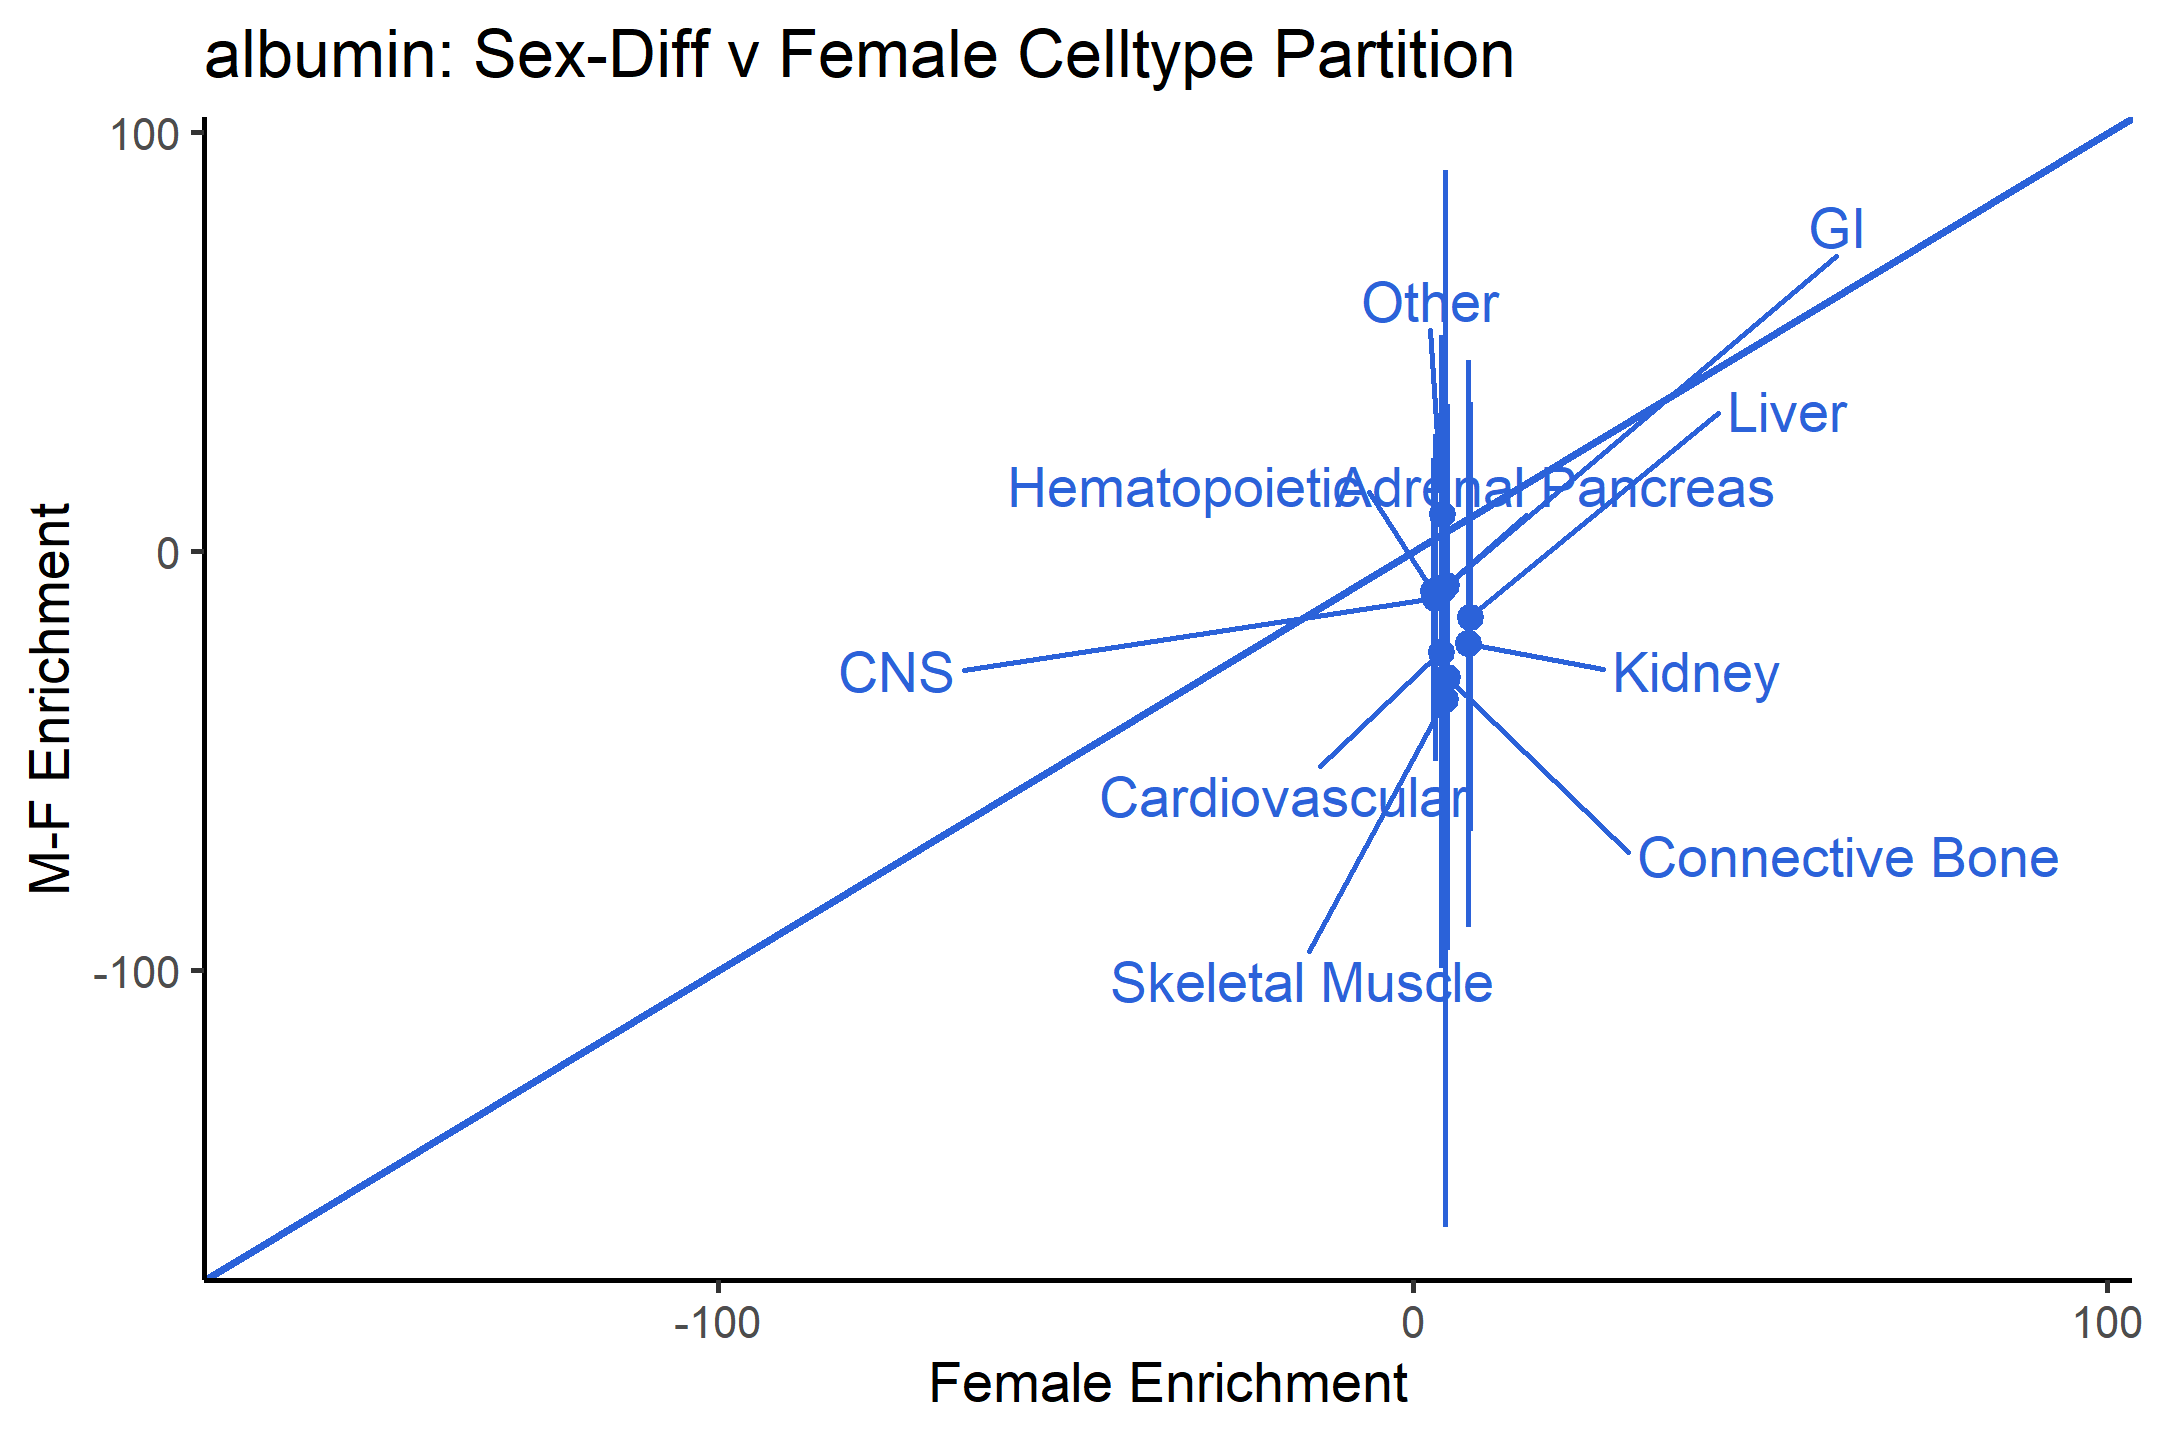 albumin: Sex-Diff v Female Celltype Partition
100
GI
Other
Liver
Hematopoietic
Adrenal Pancreas
0
M-F Enrichment
CNS
Kidney
Cardiovascular
Connective Bone
-100
Skeletal Muscle
-100
0
100
Female Enrichment